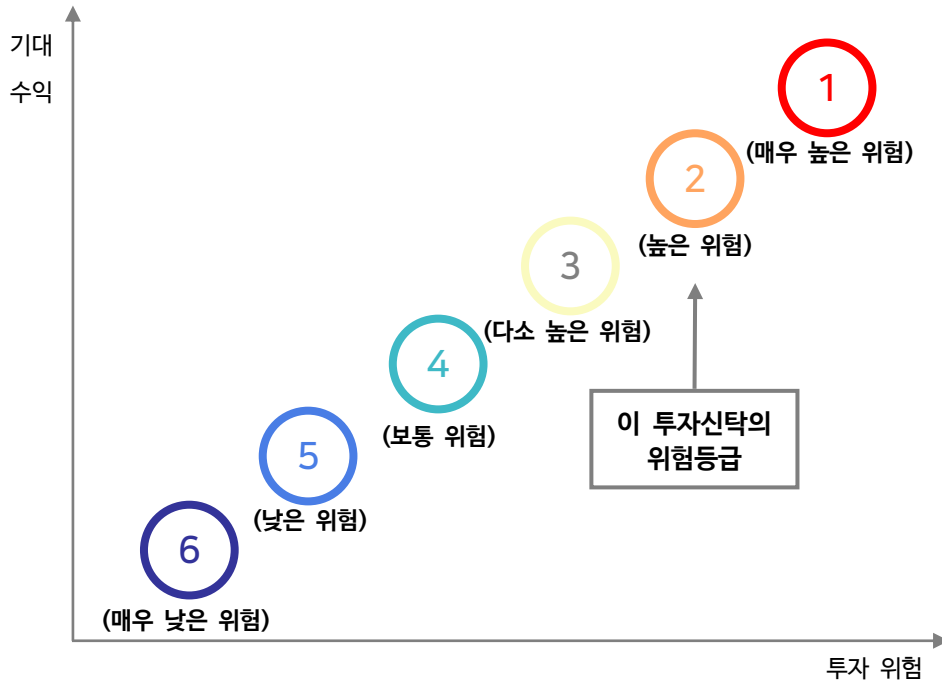 기대
수익
1
(매우 높은 위험)
2
(높은 위험)
3
(다소 높은 위험)
4
(보통 위험)
이 투자신탁의
위험등급
5
(낮은 위험)
6
(매우 낮은 위험)
투자 위험